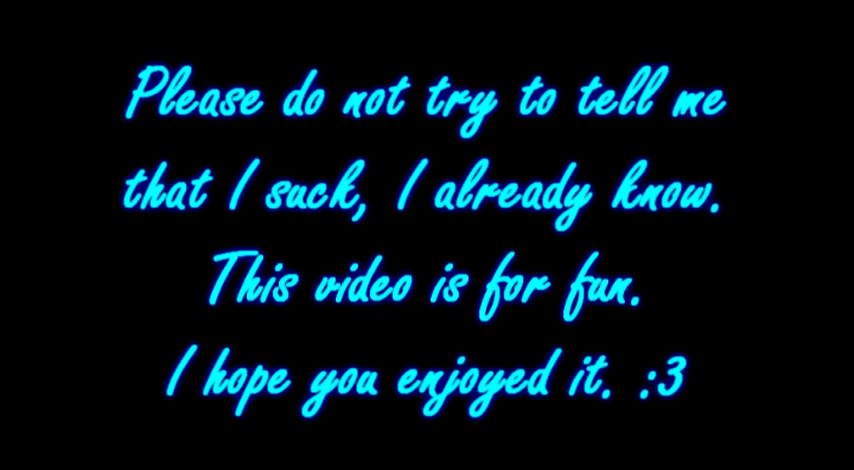 Please do not try to tell me
that I suck, I already know.
This video is for fun.
I hope you enjoyed it. :3